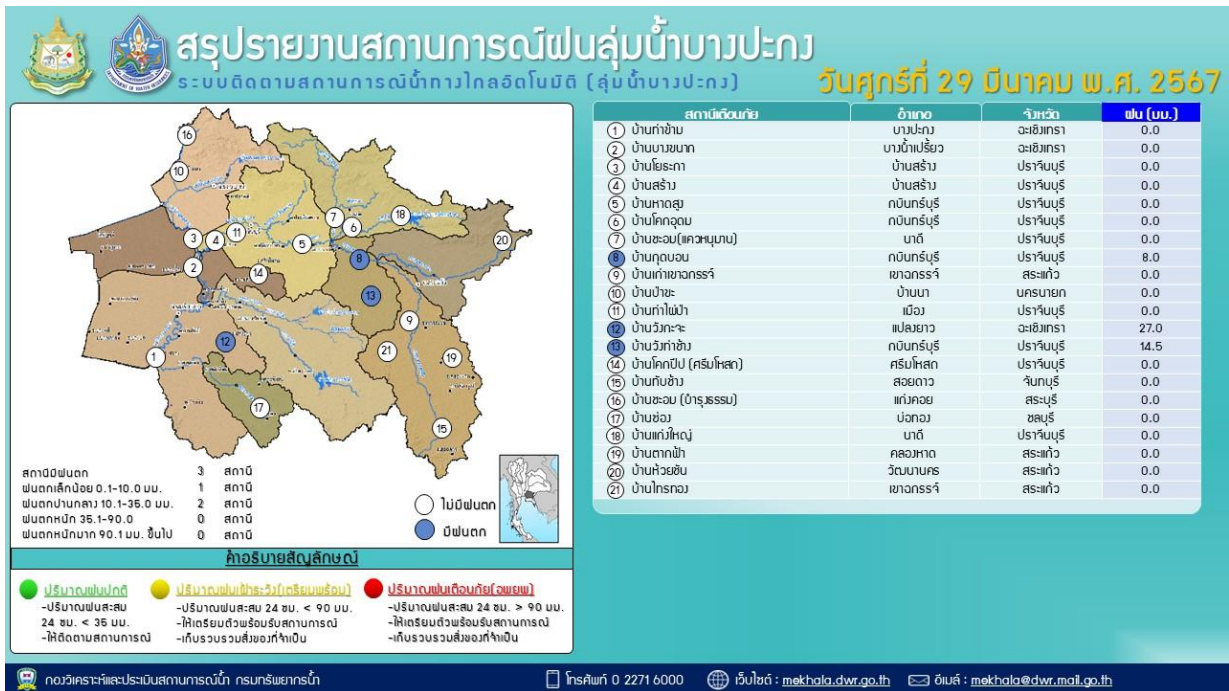 สรุปรายงานสถานการณ์ฝนลุ่มน้ำบางปะกง
ระบบติดตามสถานการณ์น้ำทางไกลอัตโนมัติ (ลุ่มน้ำบางปะกง)
วันศุกร์ที่ 29 มีนาคม พ.ศ. 2567
สถานีเตือนภัย อำเภอ จังหวัด ฝน (มม.)
1 บ้านท่าข้าม บางปะกง ฉะเชิงเทรา 0.0
2 บ้านบางขนาก บางน้ำเปรี้ยว ฉะเชิงเทรา 0.0
3 บ้านโยธะกา บ้านสร้าง ปราจีนบุรี 0.0
4 บ้านสร้าง บ้านสร้าง ปราจีนบุรี 0.0
5 บ้านหาดสูง กบินทร์บุรี ปราจีนบุรี 0.0
6 บ้านโคกอุดม กบินทร์บุรี ปราจีนบุรี 0.0
7 บ้านซะอม(แควหนุมาน) นาดี ปราจีนบุรี 0.0
8 บ้านกุดบอน กบินทร์บุรี ปราจีนบุรี 8.0
9 บ้านเก่าเขาฉกรรจ์ เขาฉกรรจ์ สระแก้ว 0.0
10 บ้านป่าขะ บ้านนา นครนายก 0.0
11 บ้านท่าไผ่ป่า เมือง ปราจีนบุรี 0.0
12 บ้านวังกะจะ แปลงยาว ฉะเชิงเทรา 27.0
13 บ้านวังท่าช้าง กบินทร์บุรี ปราจีนบุรี 14.5
14 บ้านโคกปีป (ศรีมโหสถ) ศรีมโหสถ ปราจีนบุรี 0.0
15 บ้านทับช้าง สอยดาว จันทบุรี 0.0
16 บ้านซะอม (บำรุงธรรม) แก่งคอย สระบุรี 0.0
17 บ้านซ่อง บ่อทอง ชลบุรี 0.0
18 บ้านแก่งใหญ่ นาดี ปราจีนบุรี 0.0
19 บ้านตากฟ้า คลองหาด สระแก้ว 0.0
20 บ้านห้วยชัน วัฒนานคร สระแก้ว 0.0
21 บ้านไทรทอง เขาฉกรรจ์ สระแก้ว 0.0
16
10
18
7
6
20
3
4
11
5
8
2
14
13
9
12
21
19
1
17
15
สถานีมีฝนตก 3 สถานี
ฝนตกเล็กน้อย 0.1-10.0 มม. 1 สถานี
ฝนตกปานกลาง 10.1-35.0 มม. 2 สถานี
ฝนตกหนัก 35.1-90.0 0 สถานี
ฝนตกหนักมาก 90.1 มม. ขึ้นไป 0 สถานี
ไม่มีฝนตก
มีฝนตก
คำอธิบายสัญลักษณ์
ปริมาณฝนปกติ
-ปริมาณฝนสะสม
24 ชม. < 35 มม.
-ให้ติดตามสถานการณ์
ปริมาณฝนเฝ้าระวัง(เตรียมพร้อม)
-ปริมาณฝนสะสม 24 ชม. < 90 มม.
-ให้เตรียมตัวพร้อมรับสถานการณ์
-เก็บรวบรวมสิ่งของที่จำเป็น
ปริมาณฝนเตือนภัย(อพยพ)
-ปริมาณฝนสะสม 24 ชม. > 90 มม.
-ให้เตรียมตัวพร้อมรับสถานการณ์
-เก็บรวบรวมสิ่งของที่จำเป็น
กองวิเคราะห์และประเมินสถานการณ์น้ำ กรมทรัพยากรน้ำ
โทรศัพท์ 0 2271 6000
เว็บไซต์ : mekhala.dwr.go.th
อีเมล์ : mekhala@dwr.mail.go.th